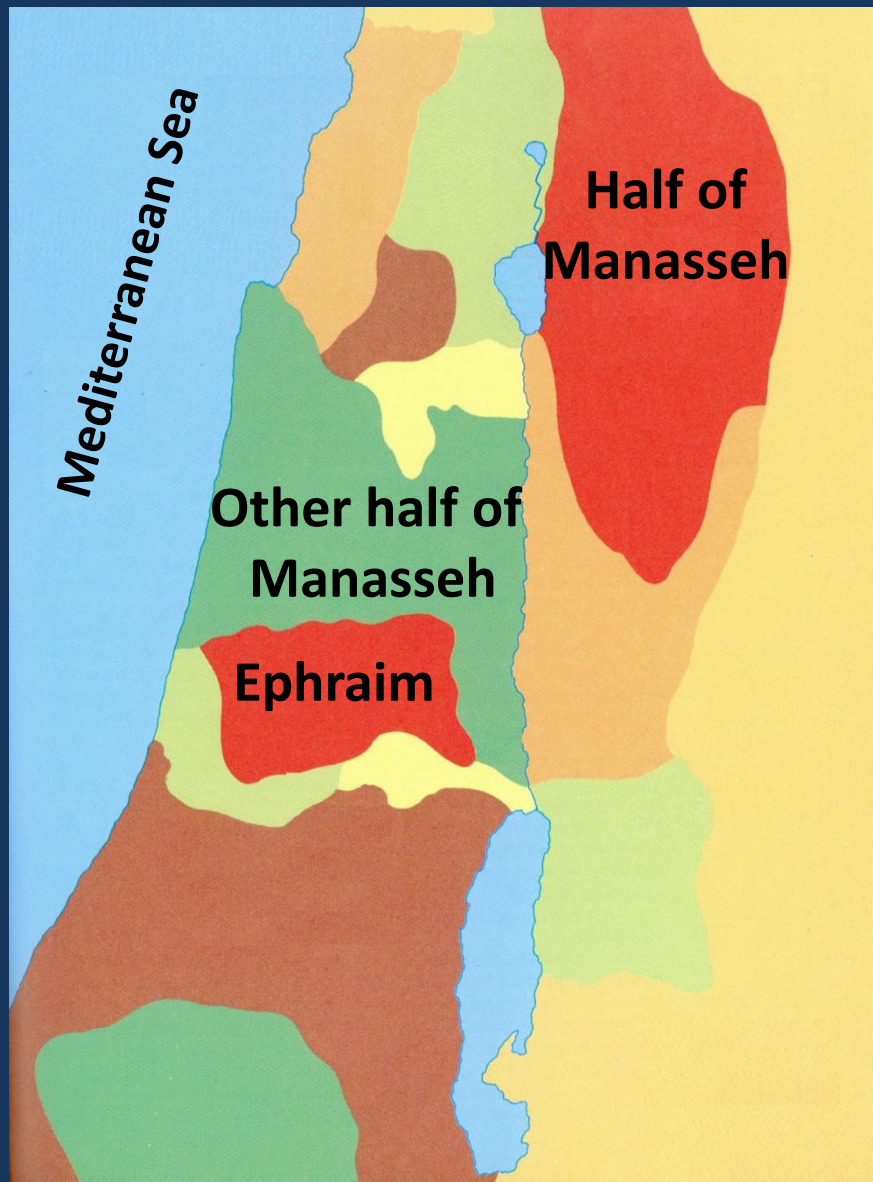 Mediterranean Sea
Half of
Manasseh
Other half of
Manasseh
Ephraim